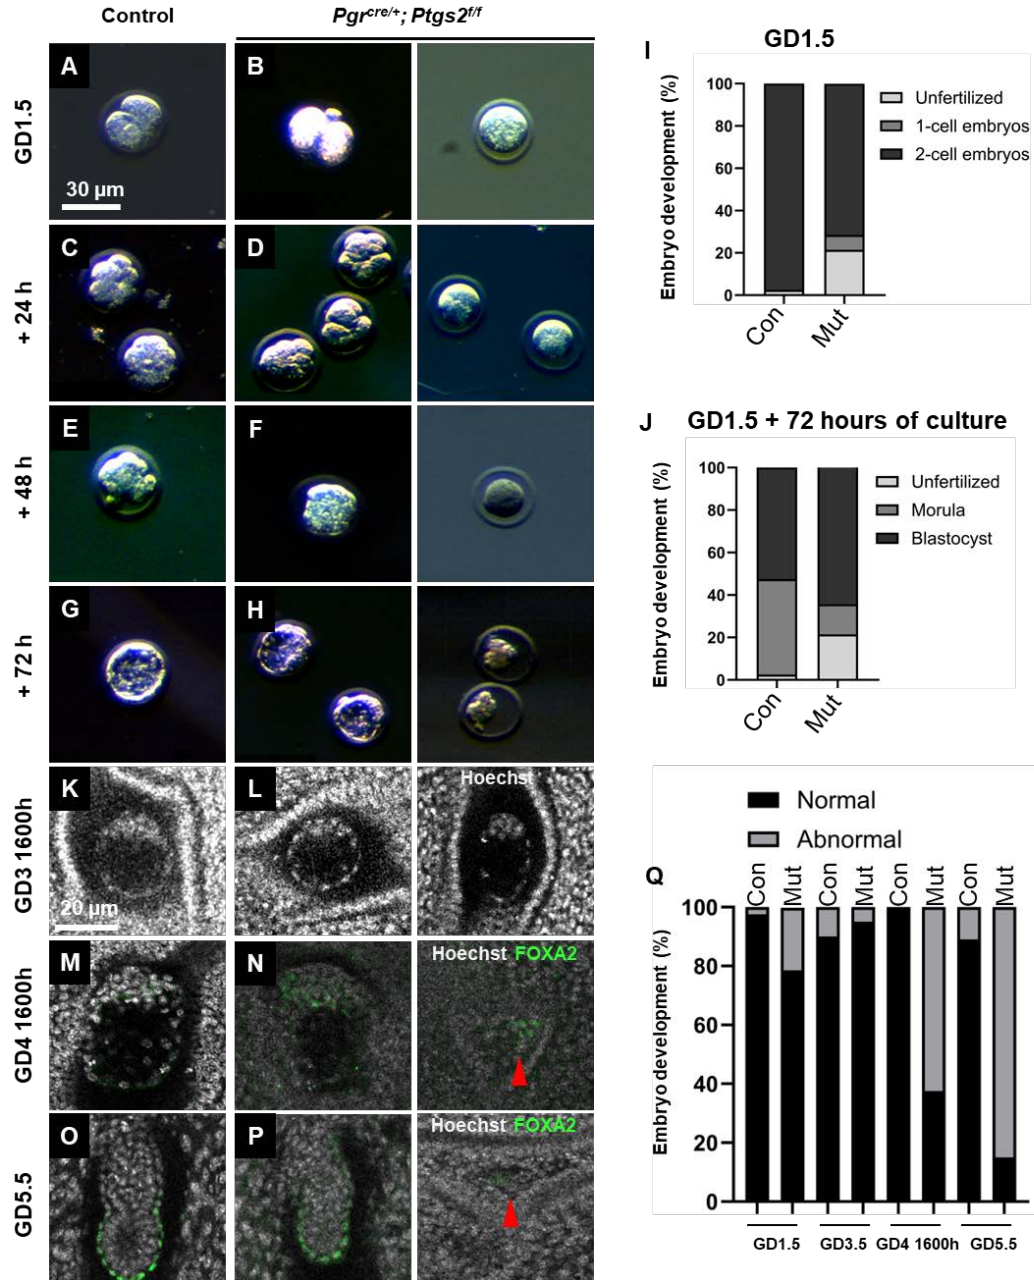 Control
Pgrcre/+; Ptgs2f/f
GD1.5
A
B
30 µm
+ 24 h
C
D
+ 48 h
E
F
+ 72 h
G
H
GD3 1600h
K
L
Hoechst
20 µm
GD4 1600h
M
N
Hoechst FOXA2
GD5.5
O
P
Hoechst FOXA2
I
GD1.5
Embryo development (%)
100
80
60
40
20
0
Con
Mut
Unfertilized
1-cell embryos
2-cell embryos
J
GD1.5 + 72 hours of culture
Embryo development (%)
100
80
60
40
20
0
Con
Mut
Unfertilized
Morula
Blastocyst
Normal
Abnormal
Q
Con Mut Con Mut Con Mut Con Mut
Embryo development (%)
100
80
60
40
20
0
GD1.5 GD3.5 GD4 1600h GD5.5